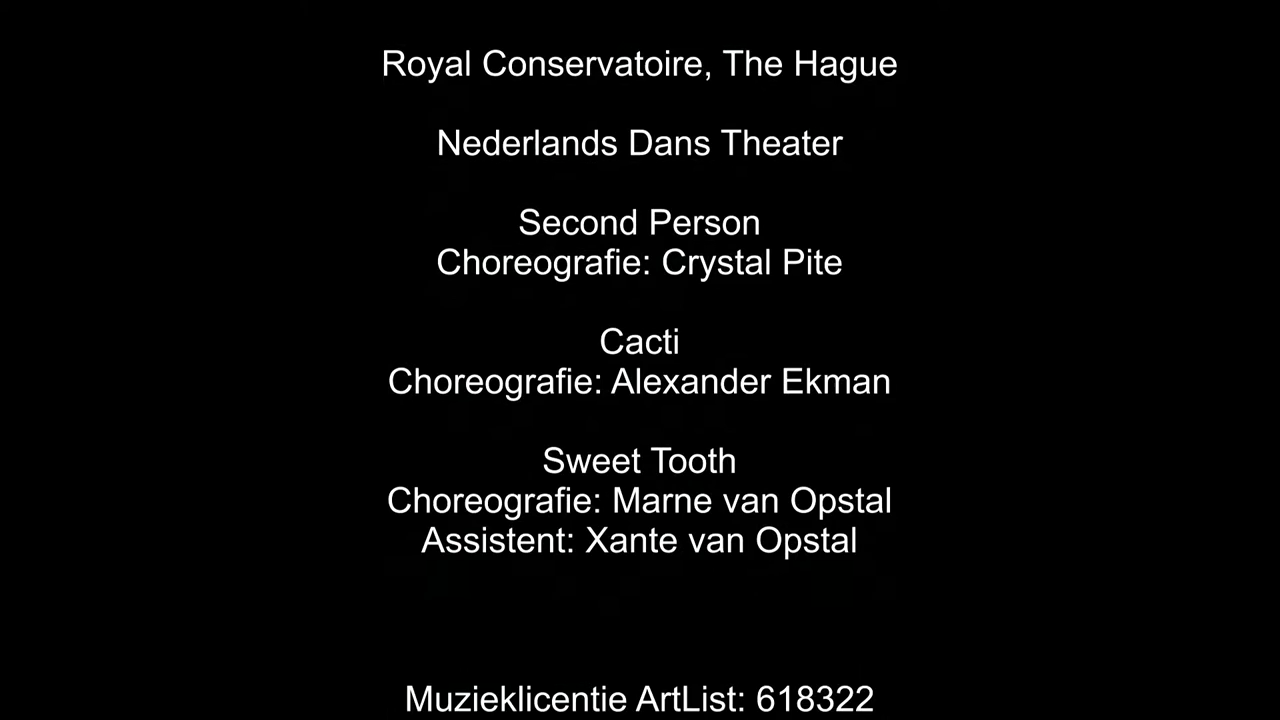 Royal Conservatoire, The Hague
Nederlands Dans Theater
Second Person
Choreografie: Crystal Pite
Cacti
Choreografie: Alexander Ekman
Sweet Tooth
Choreografie: Marne van Opstal
Assistent: Xante van Opstal
Muzieklicentie ArtList: 618322